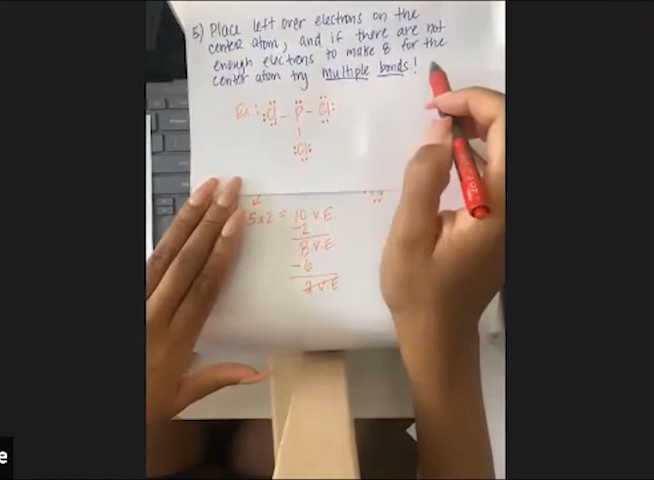 5) Place left over electrons on the
center atom, and if there are not
enough electrons to make 8 for the
center atom try multiple bonds!
Ex: :Cl - P - Cl:
|
:Cl:
5x2 = 10 V.E
-2
8 V.E
-6
2 V.E
e